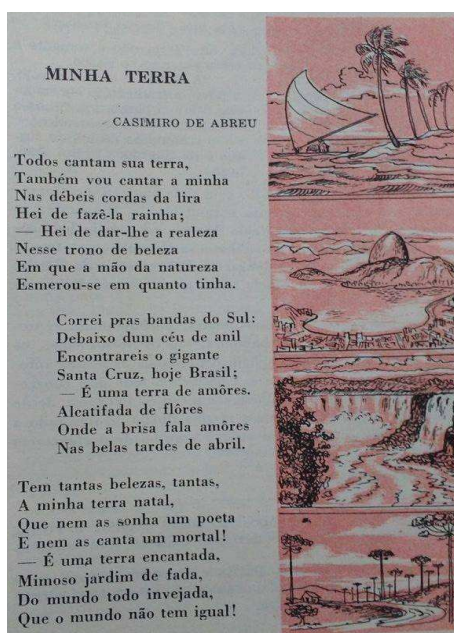 MINHA TERRA
CASIMIRO DE ABREU
Todos cantam sua terra,
Também vou cantar a minha
Nas débeis cordas da lira
Hei de fazê-la rainha;
— Hei de dar-lhe a realeza
Nesse trono de beleza
Em que a mão da natureza
Esmerou-se em quanto tinha.
Correi pras bandas do Sul:
Debaixo dum céu de anil
Encontrareis o gigante
Santa Cruz, hoje Brasil;
— É uma terra de amôres.
Alcatifada de flôres
Onde a brisa fala amôres
Nas belas tardes de abril.
Tem tantas belezas, tantas,
A minha terra natal,
Que nem as sonha um poeta
E nem as canta um mortal!
— É uma terra encantada,
Mimoso jardim de fada,
Do mundo todo invejada,
Que o mundo não tem igual!